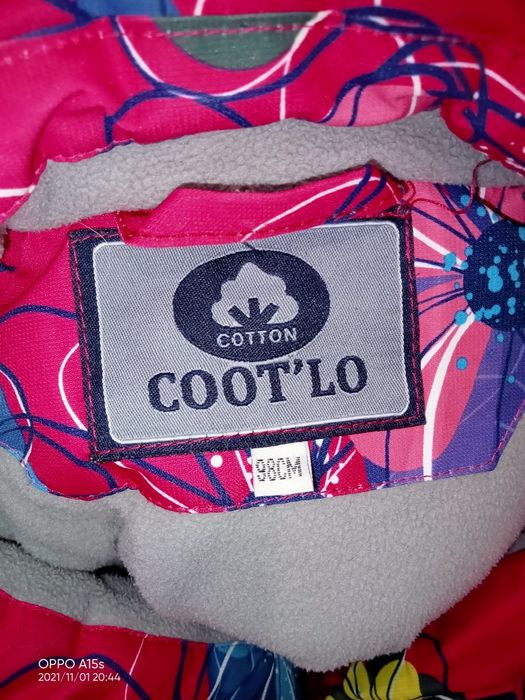 COTTON
COOT'LO
98CM
OPPO A15s
2021/11/01 20:44